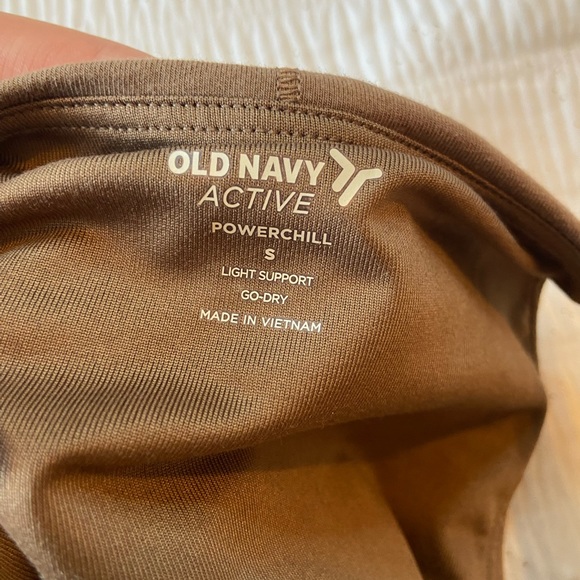 OLD NAVY
ACTIVE
POWERCHILL
S
LIGHT SUPPORT
GO-DRY
MADE IN VIETNAM